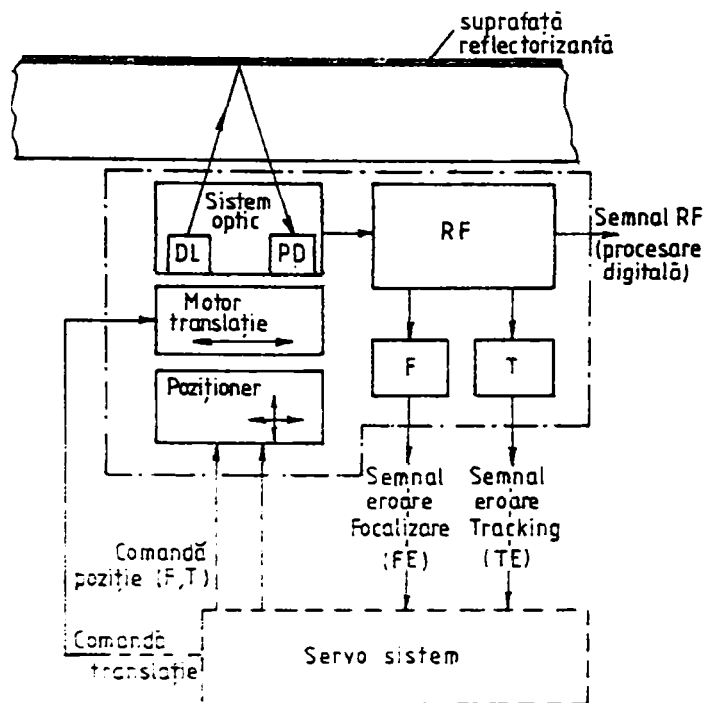 suprafață
reflectorizantă
Sistem
optic
DL
PD
RF
Semnal RF
(procesare
digitală)
Motor
translație
F
T
Poziționer
Semnal
eroare
Focalizare
(FE)
Semnal
eroare
Tracking
(TE)
Comandă
poziție (F,T)
Comandă
translație
Servo sistem